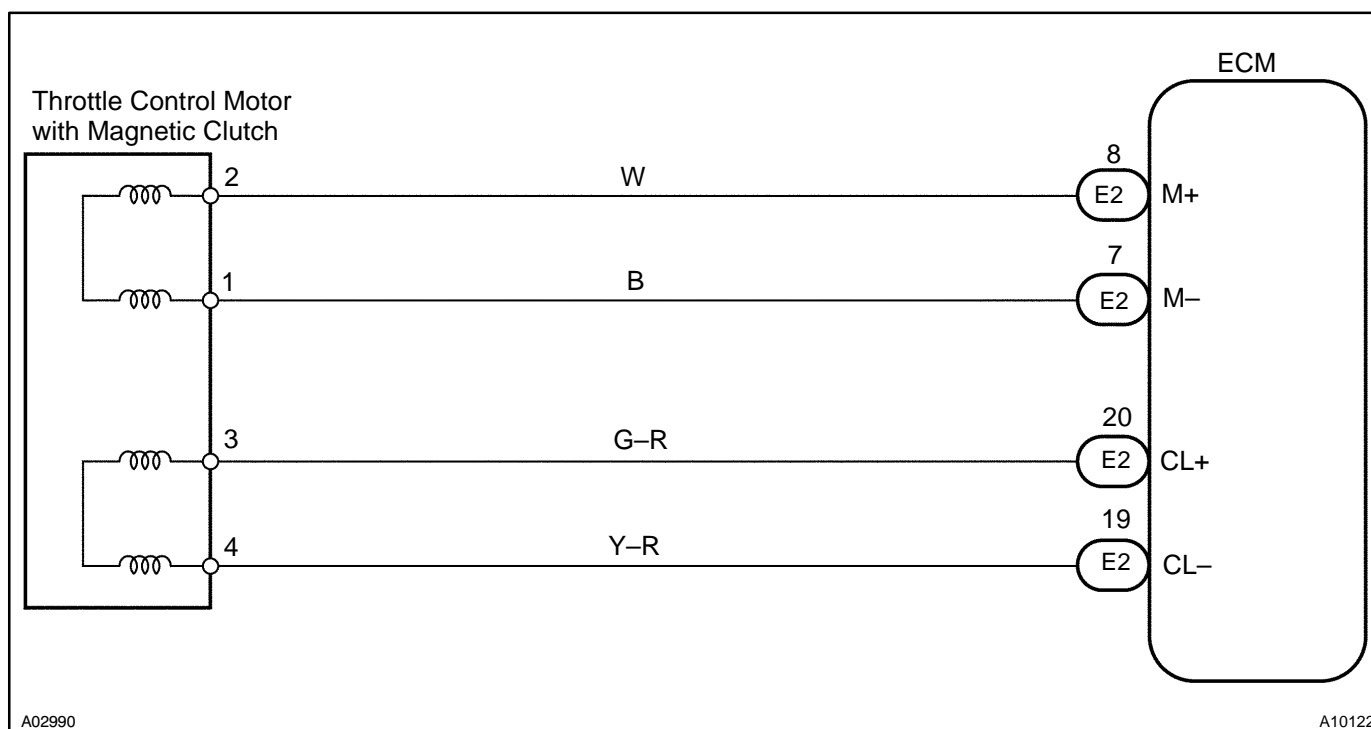 ECM
Throttle Control Motor
with Magnetic Clutch
2
W
8
E2
M+
1
B
7
E2
M–
3
G–R
20
E2
CL+
4
Y–R
19
E2
CL–
A02990
A10122